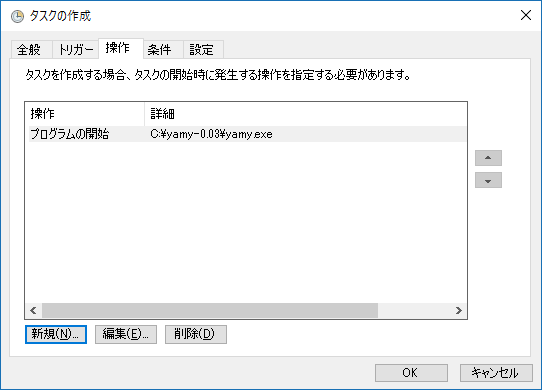 タスクの作成
全般 トリガー 操作 条件 設定
タスクを作成する場合、タスクの開始時に発生する操作を指定する必要があります。
操作 詳細
プログラムの開始 C:¥yamy-0.03¥yamy.exe
新規(N)... 編集(E)... 削除(D)
OK キャンセル